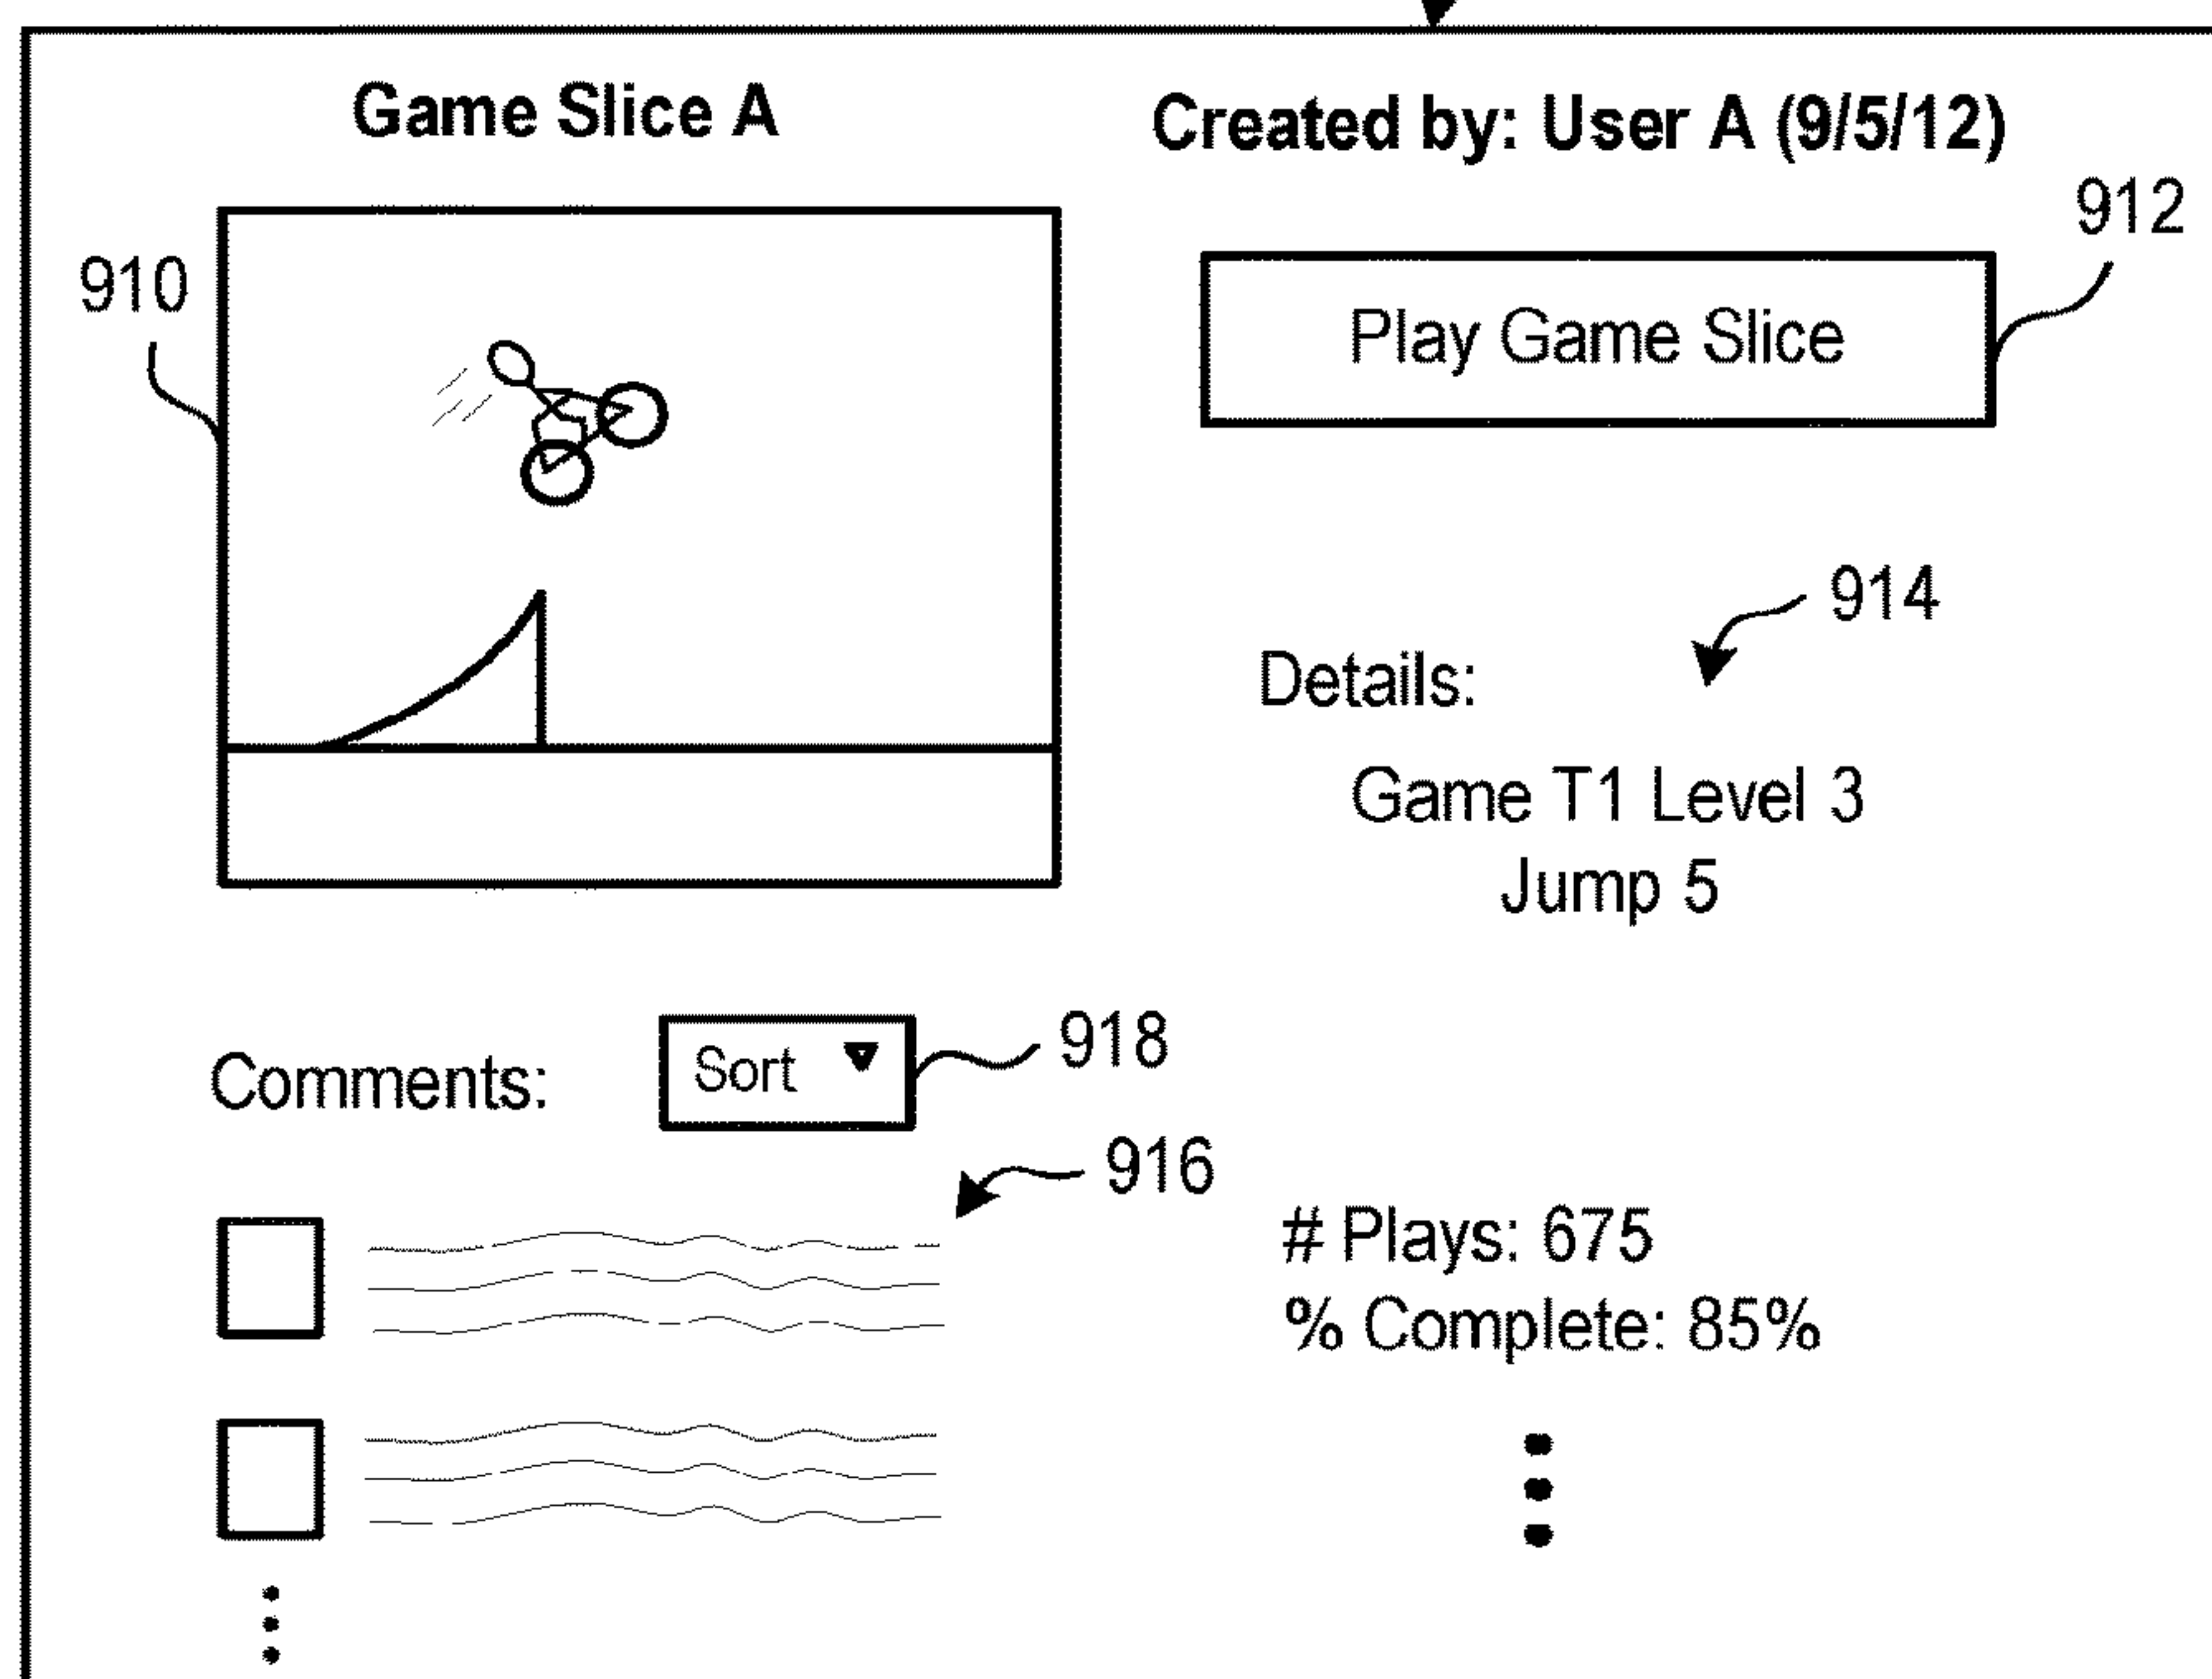 Game Slice A
Created by: User A (9/5/12)
910
912
Play Game Slice
914
Details:
Game T1 Level 3
Jump 5
Comments:
Sort
918
916
# Plays: 675
% Complete: 85%